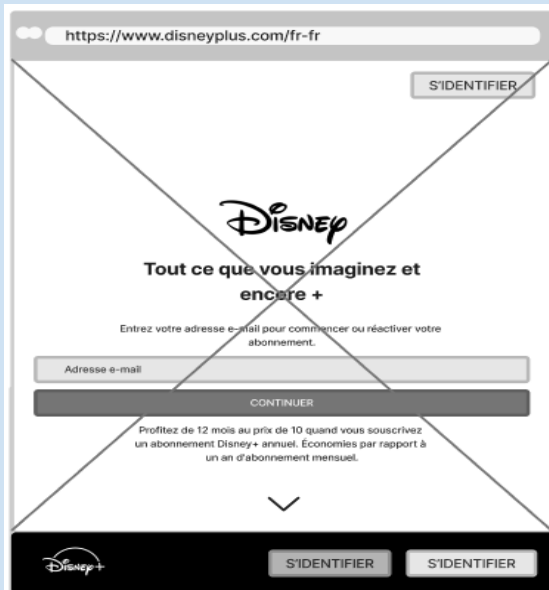 https://www.disneyplus.com/fr-fr
S'IDENTIFIER
Disney
Tout ce que vous imaginez et
encore +
Entrez votre adresse e-mail pour commencer ou réactiver votre
abonnement.
Adresse e-mail
CONTINUER
Profitez de 12 mois au prix de 10 quand vous souscrivez
un abonnement Disney+ annuel. Économies par rapport à
un an d'abonnement mensuel.
Disney+
S'IDENTIFIER
S'IDENTIFIER